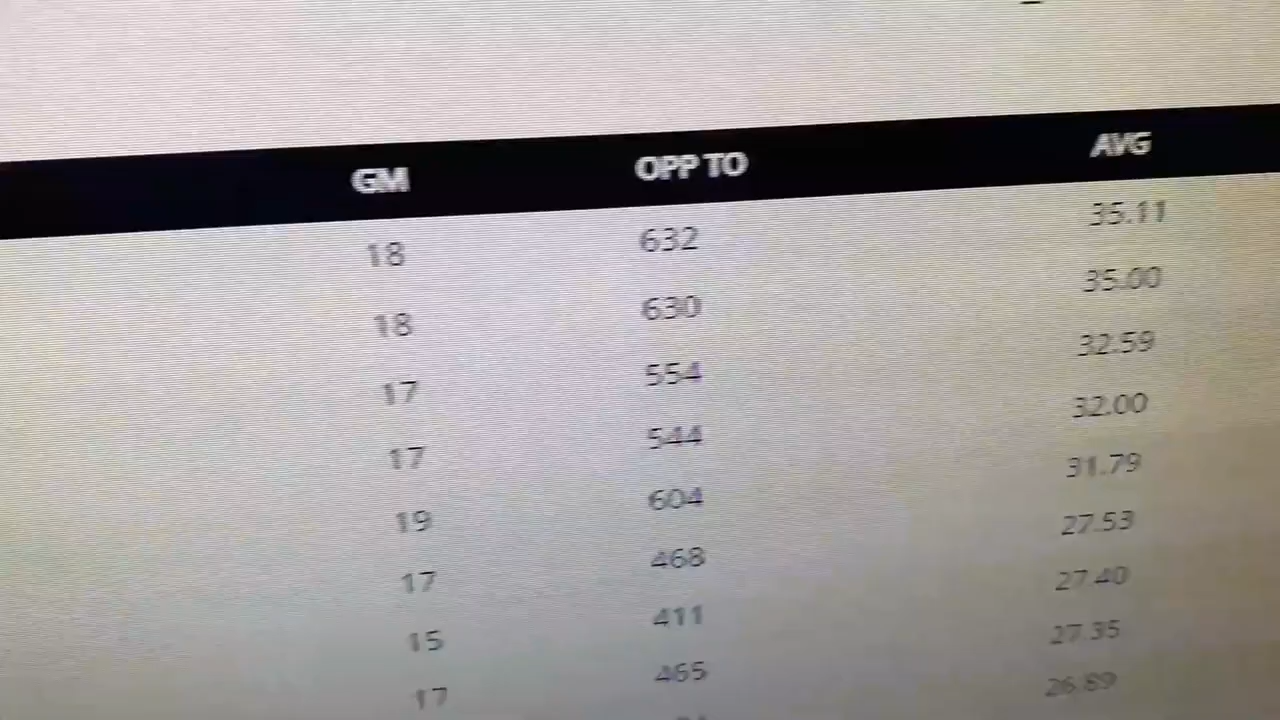 GM OPP TO AVG
18 632 35.11
18 630 35.00
17 554 32.59
17 544 32.00
19 604 31.79
17 468 27.53
15 411 27.40
17 465 27.35
26.89